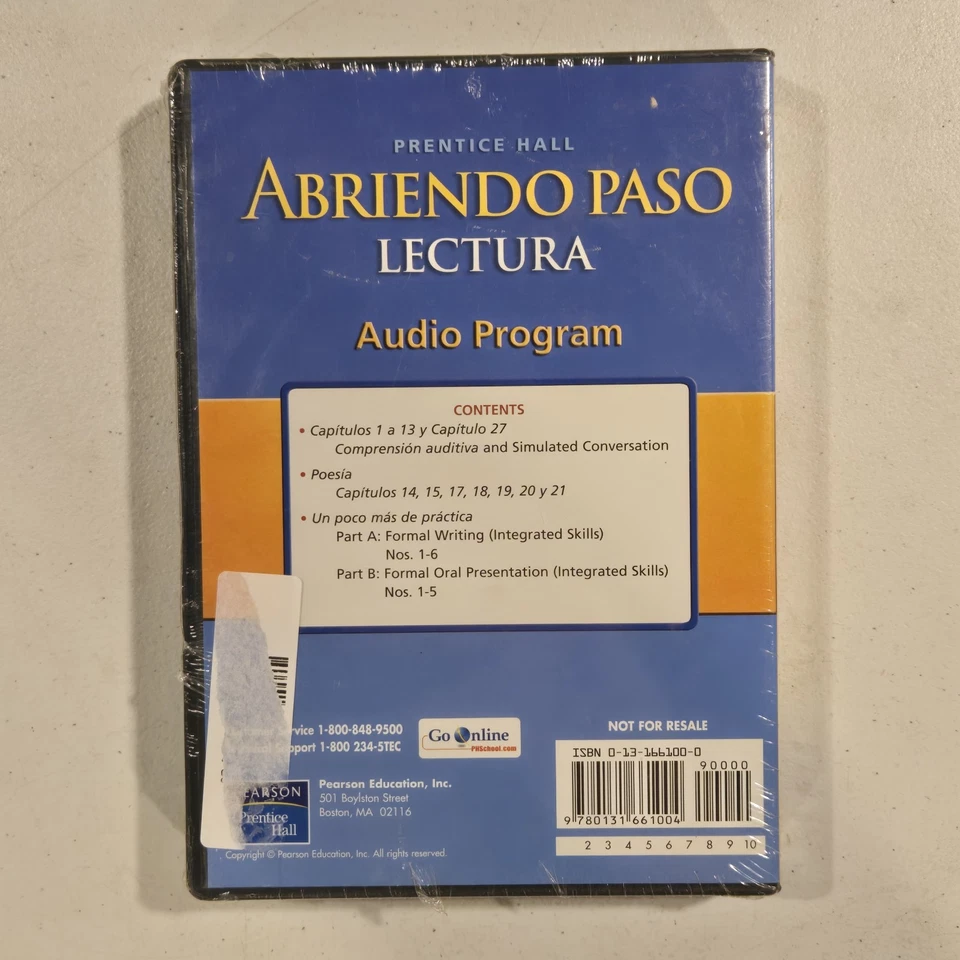 PRENTICE HALL
ABRIENDO PASO
LECTURA
Audio Program
CONTENTS
• Capítulos 1 a 13 y Capítulo 27
Comprensión auditiva and Simulated Conversation
• Poesía
Capítulos 14, 15, 17, 18, 19, 20 y 21
• Un poco más de práctica
Part A: Formal Writing (Integrated Skills)
Nos. 1-6
Part B: Formal Oral Presentation (Integrated Skills)
Nos. 1-5
Service 1-800-848-9500
Support 1-800 234-5TEC
Go Online
PHSchool.com
PEARSON
Prentice
Hall
Pearson Education, Inc.
501 Boylston Street
Boston, MA 02116
Copyright © Pearson Education, Inc. All rights reserved.
NOT FOR RESALE
ISBN 0-13-166100-0
90000
9 780131 661004
2 3 4 5 6 7 8 9 10